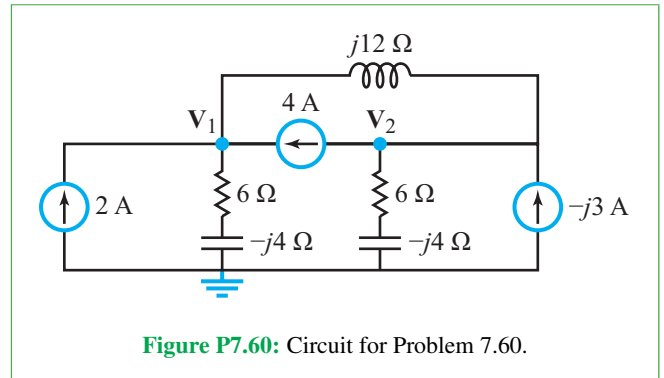 j12 Ω
4 A
V1
V2
2 A
6 Ω
6 Ω
–j3 A
–j4 Ω
–j4 Ω
Figure P7.60: Circuit for Problem 7.60.